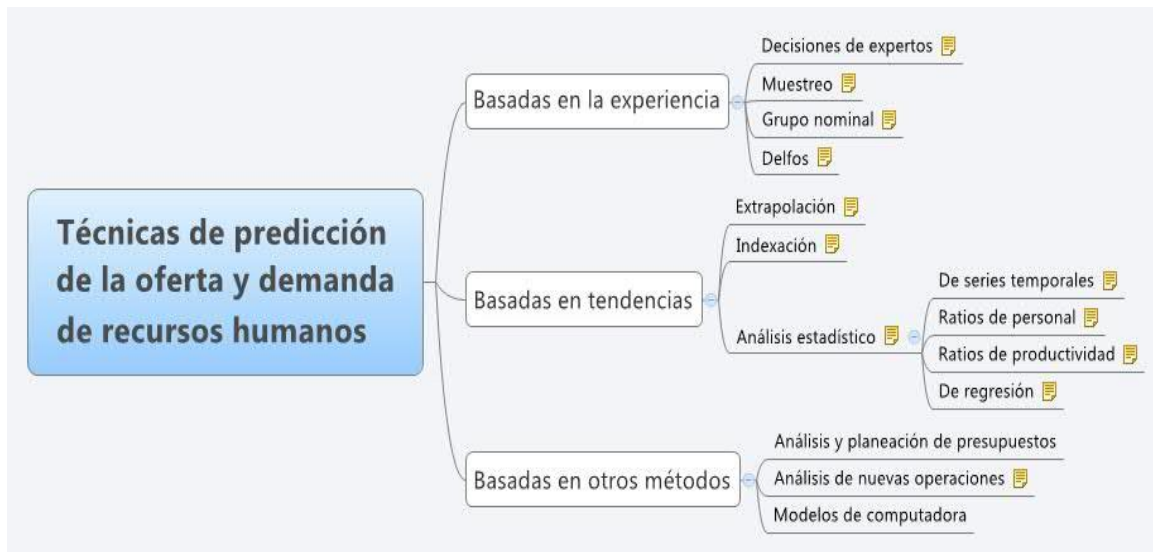 Técnicas de predicción
de la oferta y demanda
de recursos humanos
Basadas en la experiencia
Decisiones de expertos
Muestreo
Grupo nominal
Delfos
Basadas en tendencias
Extrapolación
Indexación
Análisis estadístico
De series temporales
Ratios de personal
Ratios de productividad
De regresión
Basadas en otros métodos
Análisis y planeación de presupuestos
Análisis de nuevas operaciones
Modelos de computadora